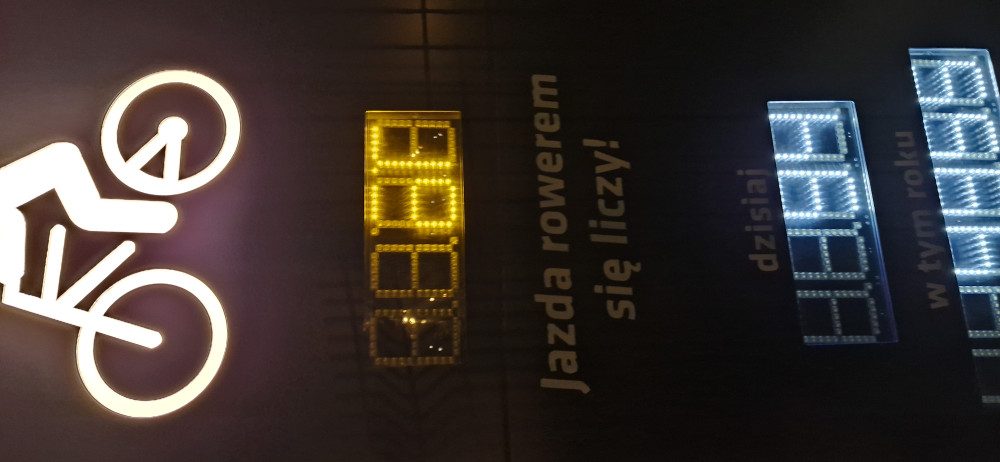 Jazda rowerem
się liczy!
dzisiaj
w tym roku